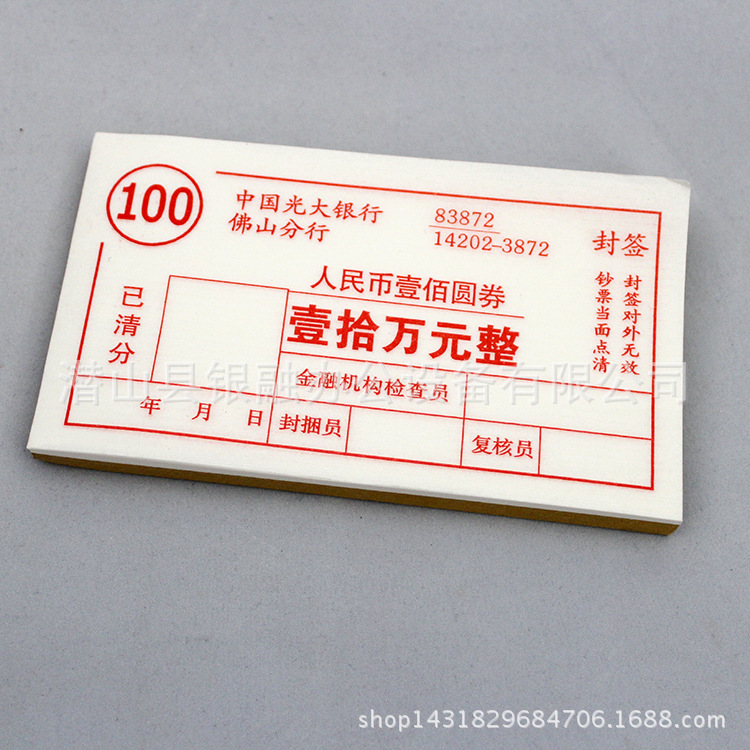 100
中国光大银行
佛山分行
83872
14202-3872
封签
人民币壹佰圆券
壹拾万元整
已清分
封签对外无效
钞票当面点清
金融机构检查员
年 月 日
封捆员
复核员
潜山县银融办公设备有限公司
shop1431829684706.1688.com